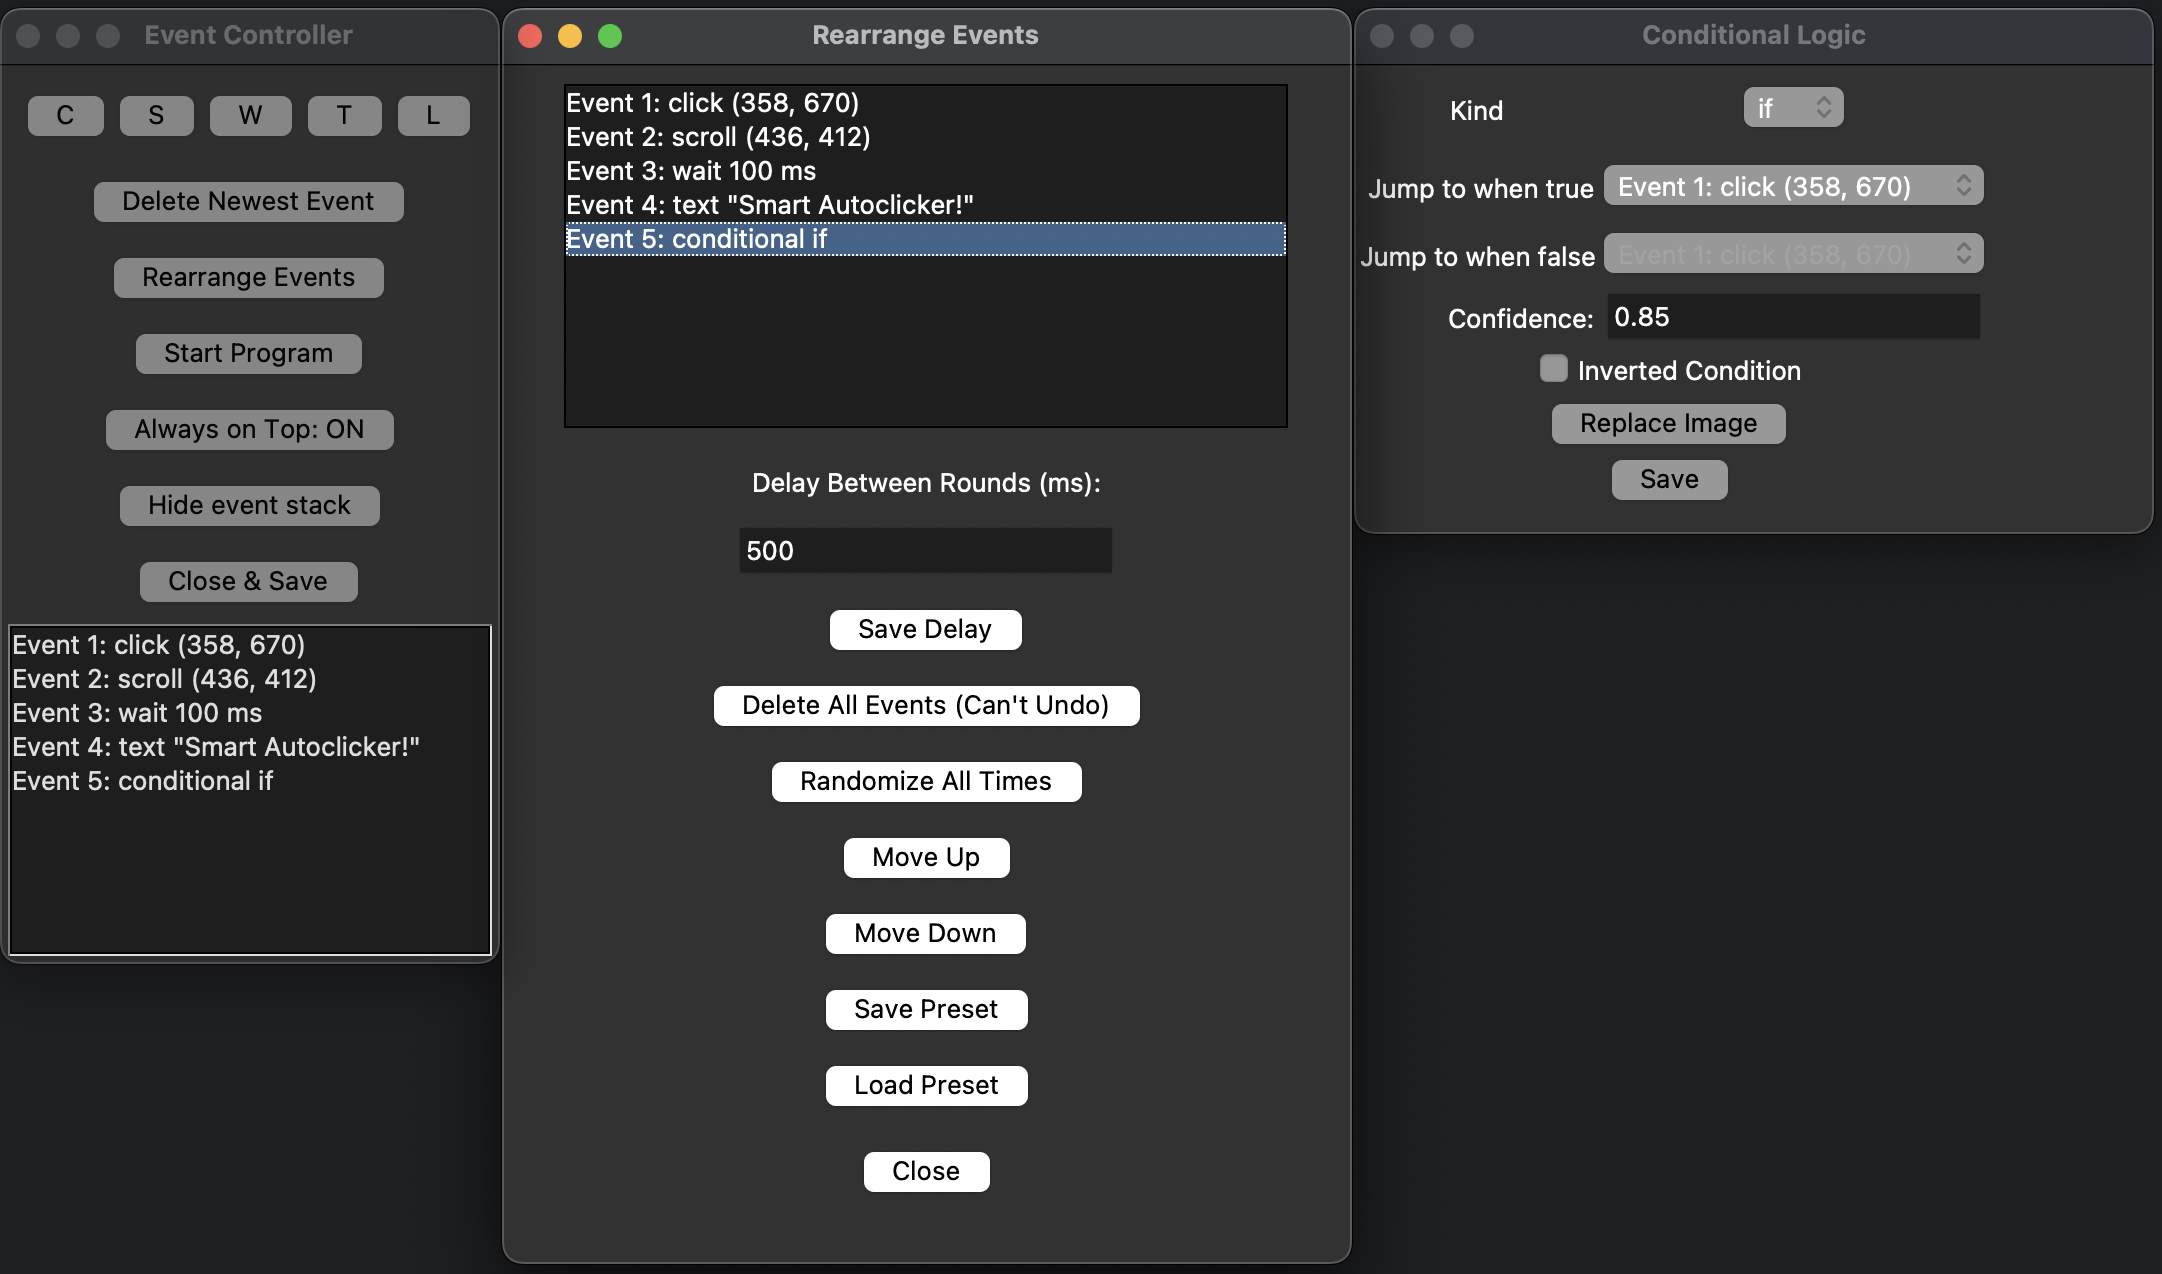 Event Controller
C S W T L
Delete Newest Event
Rearrange Events
Start Program
Always on Top: ON
Hide event stack
Close & Save
Event 1: click (358, 670)
Event 2: scroll (436, 412)
Event 3: wait 100 ms
Event 4: text "Smart Autoclicker!"
Event 5: conditional if
Rearrange Events
Event 1: click (358, 670)
Event 2: scroll (436, 412)
Event 3: wait 100 ms
Event 4: text "Smart Autoclicker!"
Event 5: conditional if
Delay Between Rounds (ms):
500
Save Delay
Delete All Events (Can't Undo)
Randomize All Times
Move Up
Move Down
Save Preset
Load Preset
Close
Conditional Logic
Kind if
Jump to when true Event 1: click (358, 670)
Jump to when false Event 1: click (358, 670)
Confidence: 0.85
Inverted Condition
Replace Image
Save